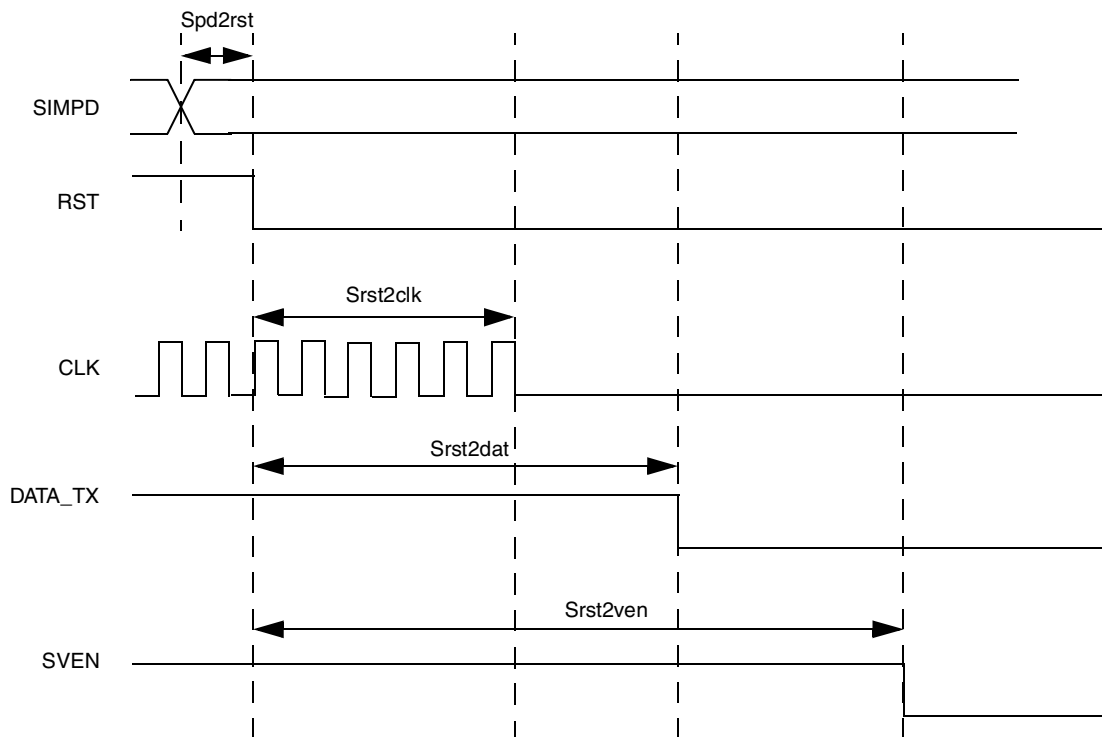 Spd2rst
SIMPD
RST
Srst2clk
CLK
Srst2dat
DATA_TX
Srst2ven
SVEN